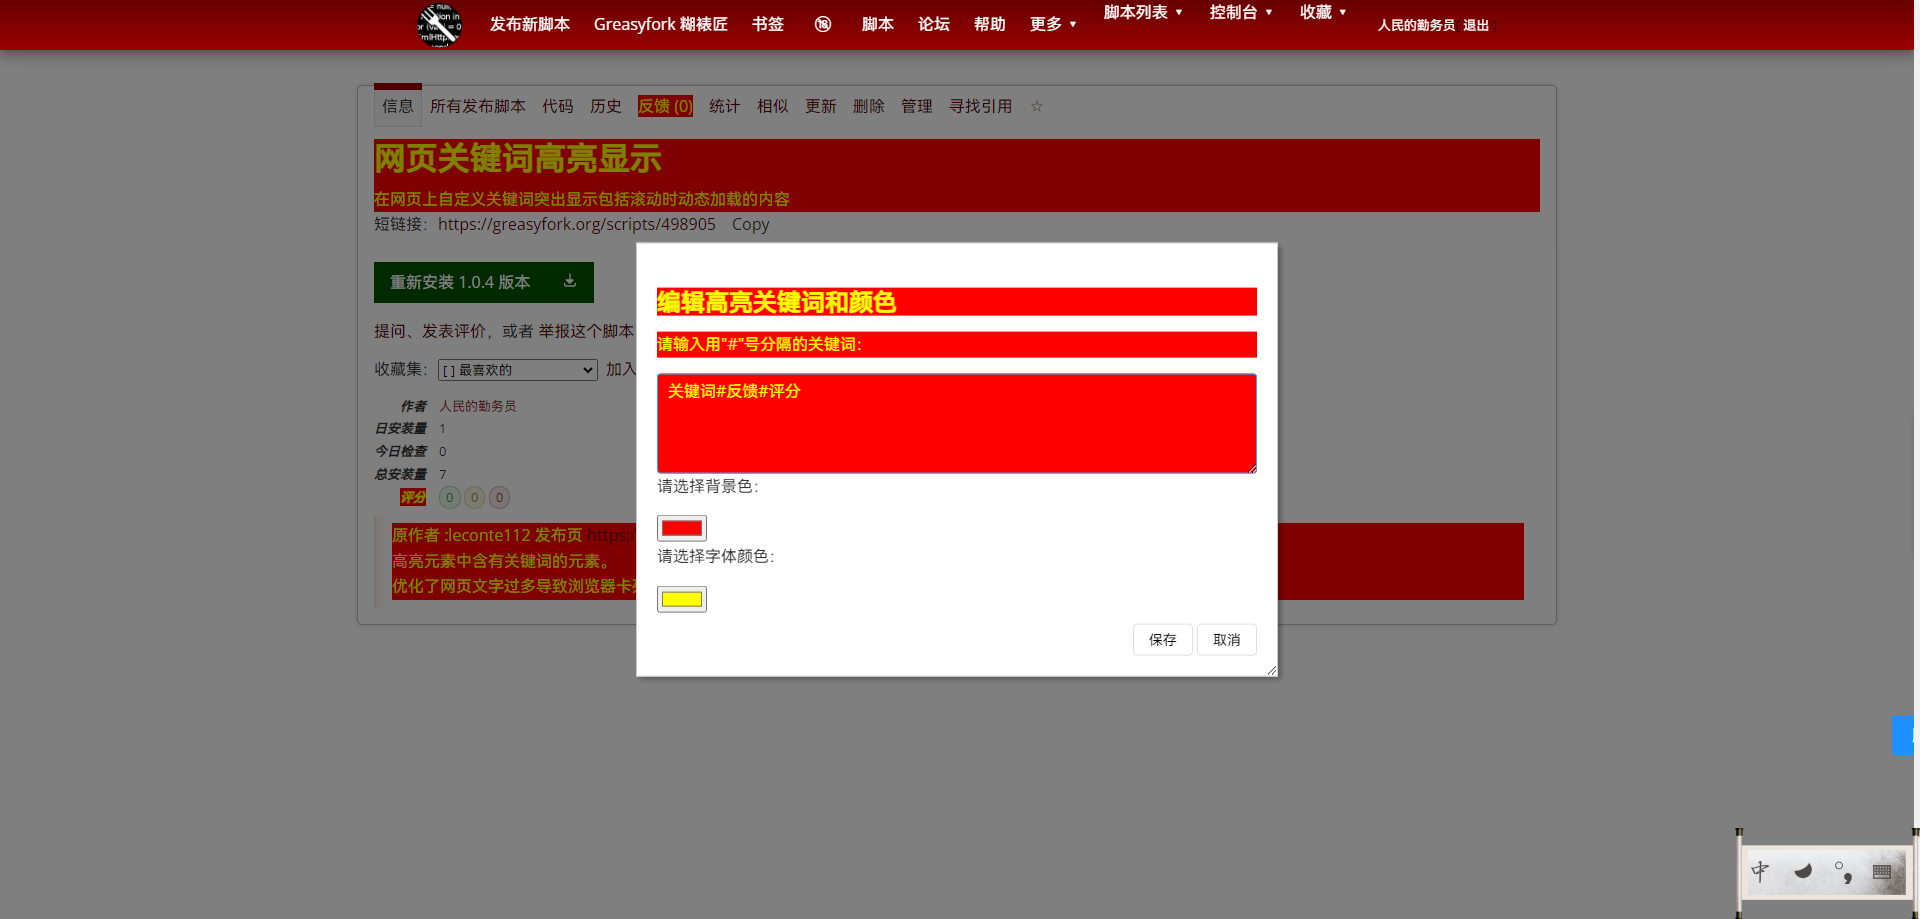 发布新脚本 Greasyfork 糊裱匠 书签 🔞 脚本 论坛 帮助 更多 ▼ 脚本列表 ▼ 控制台 ▼ 收藏 ▼ 人民的勤务员 退出
信息 所有发布脚本 代码 历史 反馈 (0) 统计 相似 更新 删除 管理 寻找引用 ☆
网页关键词高亮显示
在网页上自定义关键词突出显示包括滚动时动态加载的内容
短链接： https://greasyfork.org/scripts/498905 Copy
重新安装 1.0.4 版本
提问、发表评价，或者 举报这个脚本
收藏集： [ ] 最喜欢的 加入
作者 人民的勤务员
日安装量 1
今日检查 0
总安装量 7
评分 0 0 0
原作者 :leconte112 发布页 https:/
高亮元素中含有关键词的元素。
优化了网页文字过多导致浏览器卡
编辑高亮关键词和颜色
请输入用"#"号分隔的关键词：
关键词#反馈#评分
请选择背景色：
请选择字体颜色：
保存 取消
中